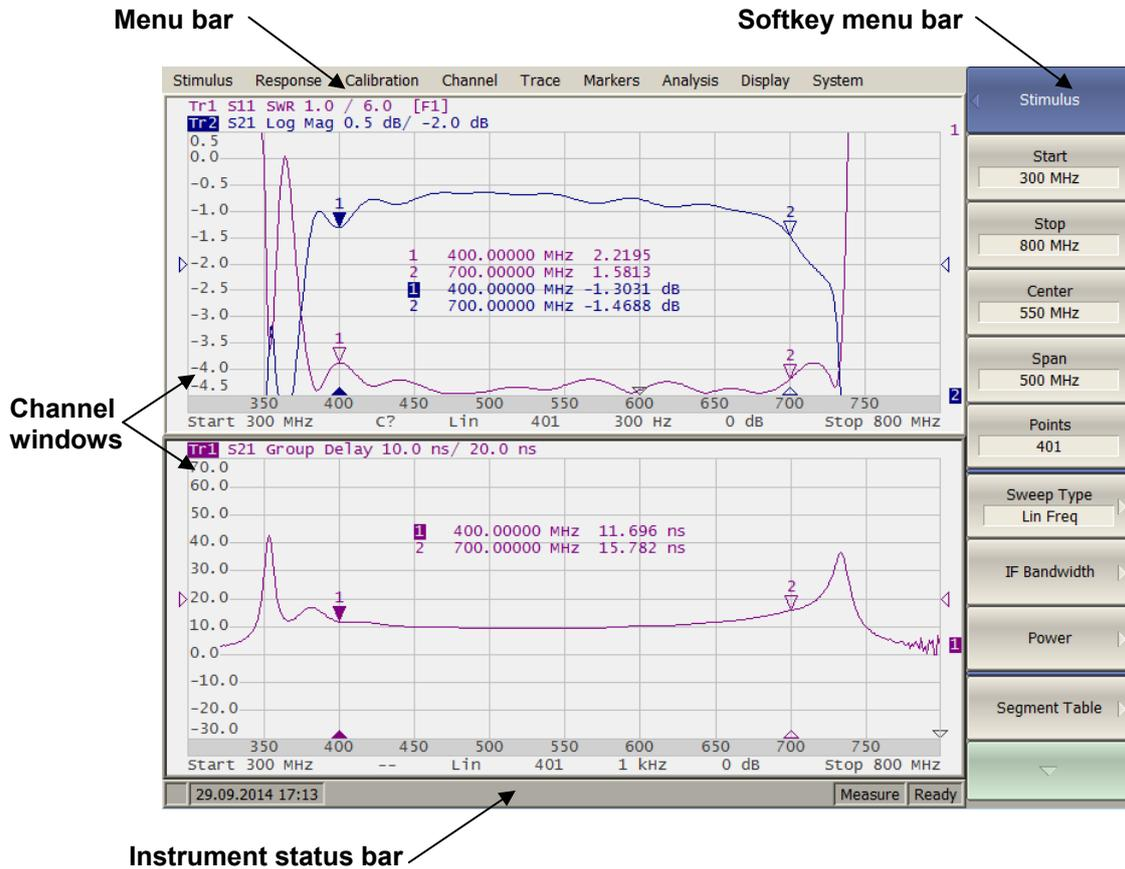 Menu bar
Softkey menu bar
Stimulus Response Calibration Channel Trace Markers Analysis Display System
Stimulus
Tr1 S11 SWR 1.0 / 6.0 [F1]
Tr2 S21 Log Mag 0.5 dB/ -2.0 dB
1
0.5
0.0
-0.5
-1.0
-1.5
-2.0
-2.5
-3.0
-3.5
-4.0
-4.5
1
2
1 400.00000 MHz 2.2195
2 700.00000 MHz 1.5813
1 400.00000 MHz -1.3031 dB
2 700.00000 MHz -1.4688 dB
1
2
2
350 400 450 500 550 600 650 700 750
Start 300 MHz C? Lin 401 300 Hz 0 dB Stop 800 MHz
Channel
windows
Tr1 S21 Group Delay 10.0 ns/ 20.0 ns
70.0
60.0
50.0
40.0
30.0
20.0
10.0
0.0
-10.0
-20.0
-30.0
1 400.00000 MHz 11.696 ns
2 700.00000 MHz 15.782 ns
1
2
1
350 400 450 500 550 600 650 700 750
Start 300 MHz -- Lin 401 1 kHz 0 dB Stop 800 MHz
Start
300 MHz
Stop
800 MHz
Center
550 MHz
Span
500 MHz
Points
401
Sweep Type
Lin Freq
IF Bandwidth
Power
Segment Table
29.09.2014 17:13
Measure Ready
Instrument status bar